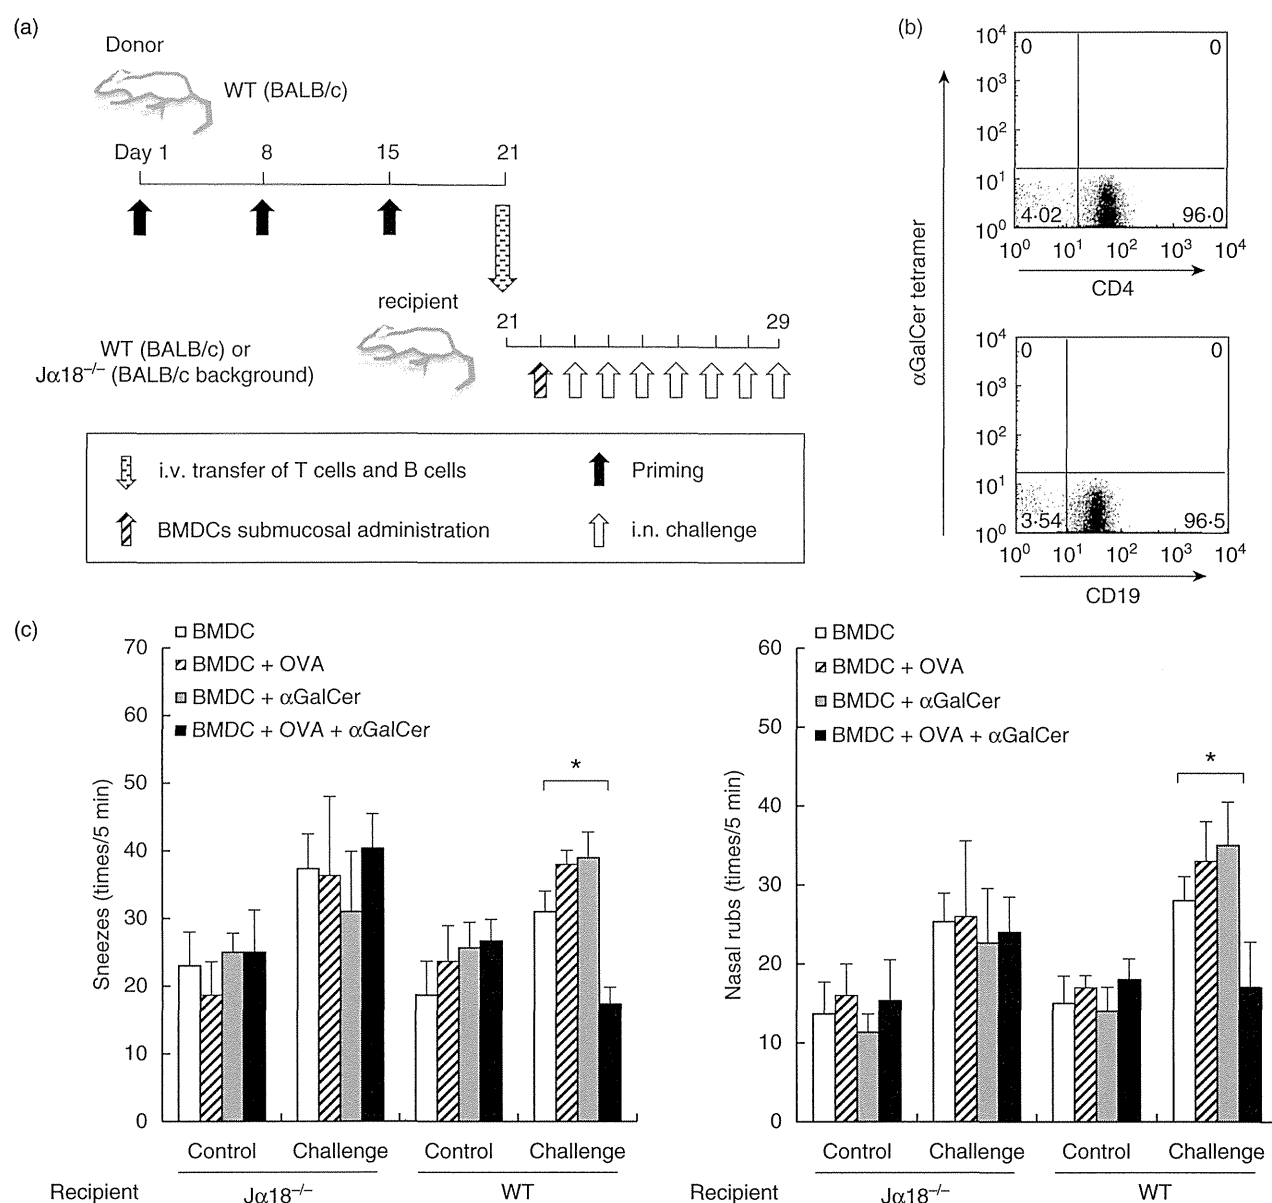 (a)
Donor
WT (BALB/c)
Day 1 8 15 21
recipient
21 29
WT (BALB/c) or
Jα18⁻/⁻ (BALB/c background)
i.v. transfer of T cells and B cells
Priming
BMDCs submucosal administration
i.n. challenge
(b)
αGalCer tetramer
10⁴
10³
10²
10¹
10⁰
0 0
4·02 96·0
10⁰ 10¹ 10² 10³ 10⁴
CD4
10⁴
10³
10²
10¹
10⁰
0 0
3·54 96·5
10⁰ 10¹ 10² 10³ 10⁴
CD19
(c)
BMDC
BMDC + OVA
BMDC + αGalCer
BMDC + OVA + αGalCer
Sneezes (times/5 min)
70
60
50
40
30
20
10
0
*
Control Challenge Control Challenge
Recipient Jα18⁻/⁻ WT
BMDC
BMDC + OVA
BMDC + αGalCer
BMDC + OVA + αGalCer
Nasal rubs (times/5 min)
60
50
40
30
20
10
0
*
Control Challenge Control Challenge
Recipient Jα18⁻/⁻ WT